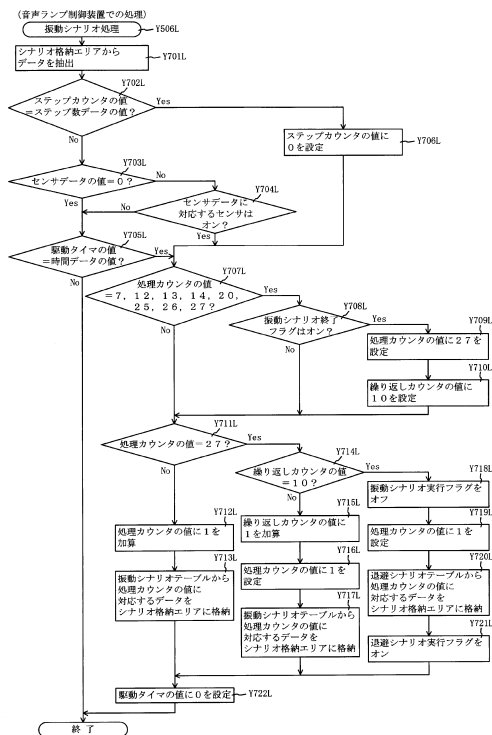 (音声ランプ制御装置での処理)
振動シナリオ処理
Y506L
シナリオ格納エリアから
データを抽出
Y701L
ステップカウンタの値
=ステップ数データの値?
Y702L
Yes
No
ステップカウンタの値に
0を設定
Y706L
センサデータの値=0?
Y703L
No
Yes
センサデータに
対応するセンサは
オン?
Y704L
No
Yes
駆動タイマの値
=時間データの値?
Y705L
Yes
No
処理カウンタの値
=7, 12, 13, 14, 20,
25, 26, 27?
Y707L
Yes
No
振動シナリオ終了
フラグはオン?
Y708L
Yes
No
処理カウンタの値に27を
設定
Y709L
繰り返しカウンタの値に
10を設定
Y710L
処理カウンタの値=27?
Y711L
Yes
No
繰り返しカウンタの値
=10?
Y714L
Yes
No
処理カウンタの値に1を
加算
Y712L
振動シナリオテーブルから
処理カウンタの値に
対応するデータを
シナリオ格納エリアに格納
Y713L
繰り返しカウンタの値に
1を加算
Y715L
処理カウンタの値に1を
設定
Y716L
振動シナリオテーブルから
処理カウンタの値に
対応するデータを
シナリオ格納エリアに格納
Y717L
振動シナリオ実行フラグを
オフ
Y718L
処理カウンタの値に1を
設定
Y719L
退避シナリオテーブルから
処理カウンタの値に
対応するデータを
シナリオ格納エリアに格納
Y720L
退避シナリオ実行フラグを
オン
Y721L
駆動タイマの値に0を設定
Y722L
終了